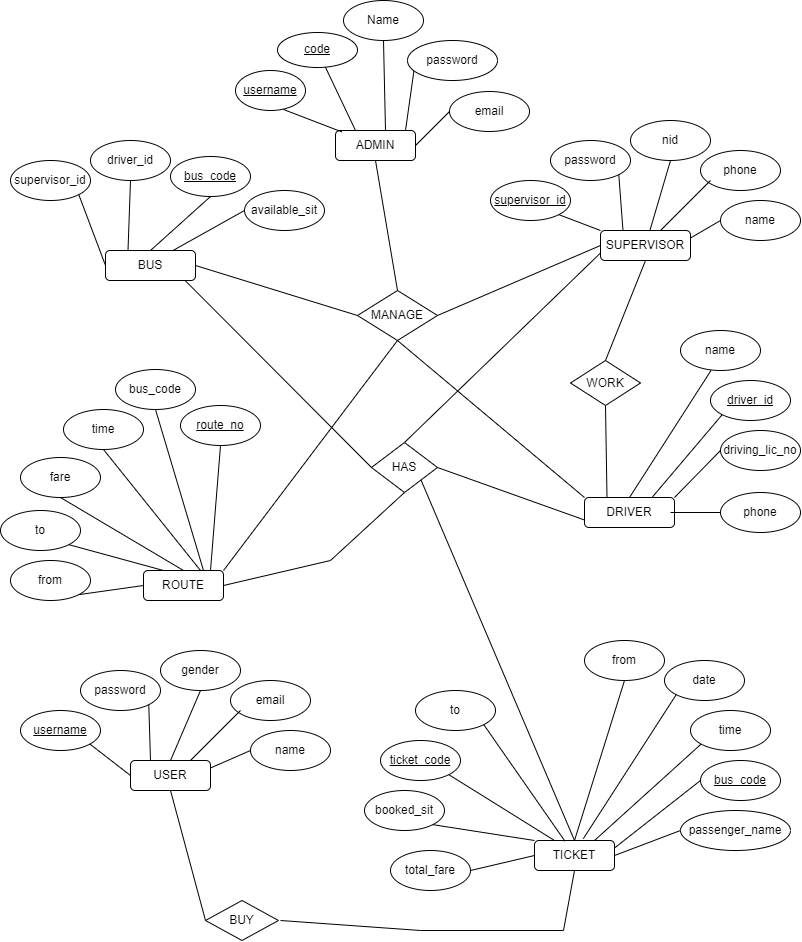 Name
code
password
username
email
ADMIN
driver_id
supervisor_id
bus_code
available_sit
BUS
nid
password
phone
supervisor_id
name
SUPERVISOR
MANAGE
WORK
name
driver_id
driving_lic_no
phone
DRIVER
bus_code
time
route_no
fare
to
from
ROUTE
HAS
gender
password
email
username
name
USER
from
date
to
time
ticket_code
bus_code
booked_sit
passenger_name
total_fare
TICKET
BUY